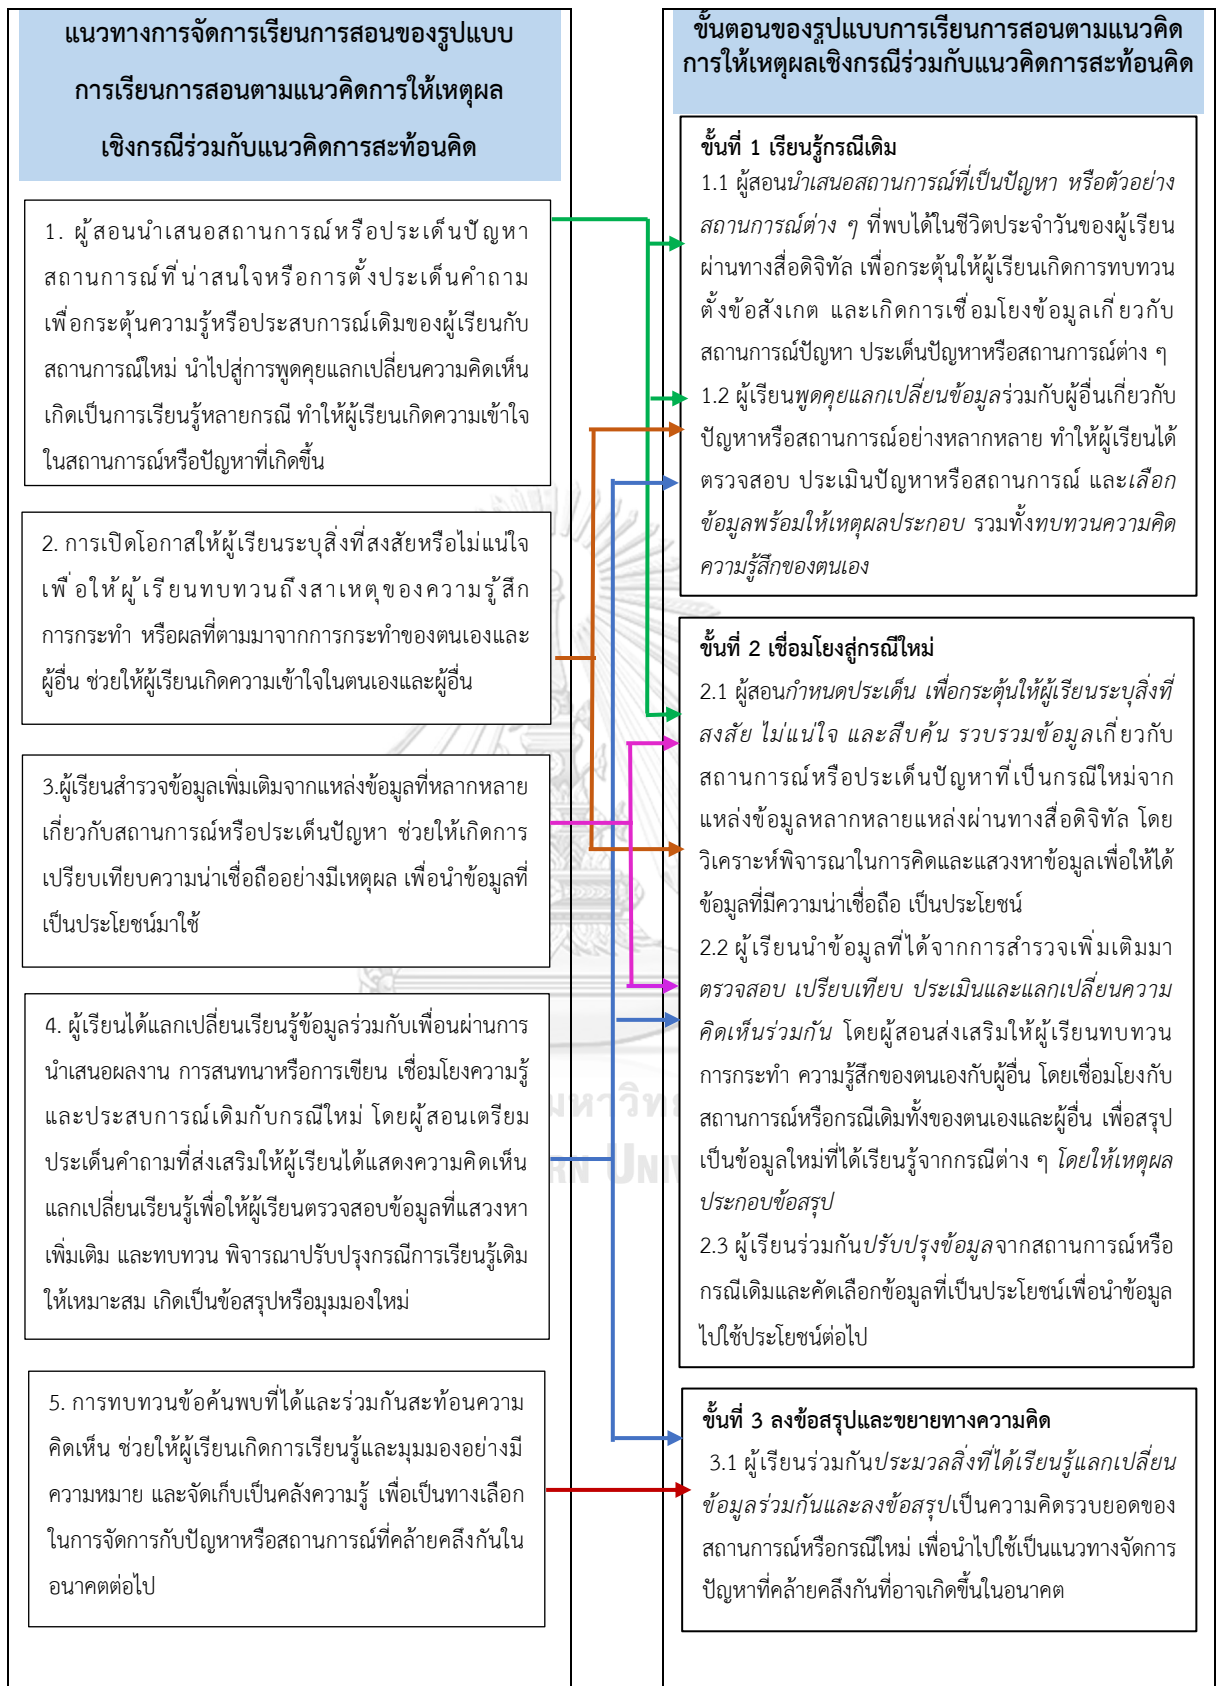 แนวทางการจัดการเรียนการสอนของรูปแบบ
การเรียนการสอนตามแนวคิดการให้เหตุผล
เชิงกรณีร่วมกับแนวคิดการสะท้อนคิด
1. ผู้สอนนำเสนอสถานการณ์หรือประเด็นปัญหา
สถานการณ์ที่น่าสนใจหรือการตั้งประเด็นคำถาม
เพื่อกระตุ้นความรู้หรือประสบการณ์เดิมของผู้เรียนกับ
สถานการณ์ใหม่ นำไปสู่การพูดคุยแลกเปลี่ยนความคิดเห็น
เกิดเป็นการเรียนรู้หลายกรณี ทำให้ผู้เรียนเกิดความเข้าใจ
ในสถานการณ์หรือปัญหาที่เกิดขึ้น
2. การเปิดโอกาสให้ผู้เรียนระบุสิ่งที่สงสัยหรือไม่แน่ใจ
เพื่อให้ผู้เรียนทบทวนถึงสาเหตุของความรู้สึก
การกระทำ หรือผลที่ตามมาจากการกระทำของตนเองและ
ผู้อื่น ช่วยให้ผู้เรียนเกิดความเข้าใจในตนเองและผู้อื่น
3.ผู้เรียนสำรวจข้อมูลเพิ่มเติมจากแหล่งข้อมูลที่หลากหลาย
เกี่ยวกับสถานการณ์หรือประเด็นปัญหา ช่วยให้เกิดการ
เปรียบเทียบความน่าเชื่อถืออย่างมีเหตุผล เพื่อนำข้อมูลที่
เป็นประโยชน์มาใช้
4. ผู้เรียนได้แลกเปลี่ยนเรียนรู้ข้อมูลร่วมกับเพื่อนผ่านการ
นำเสนอผลงาน การสนทนาหรือการเขียน เชื่อมโยงความรู้
และประสบการณ์เดิมกับกรณีใหม่ โดยผู้สอนเตรียม
ประเด็นคำถามที่ส่งเสริมให้ผู้เรียนได้แสดงความคิดเห็น
แลกเปลี่ยนเรียนรู้เพื่อให้ผู้เรียนตรวจสอบข้อมูลที่แสวงหา
เพิ่มเติม และทบทวน พิจารณาปรับปรุงกรณีการเรียนรู้เดิม
ให้เหมาะสม เกิดเป็นข้อสรุปหรือมุมมองใหม่
5. การทบทวนข้อค้นพบที่ได้และร่วมกันสะท้อนความ
คิดเห็น ช่วยให้ผู้เรียนเกิดการเรียนรู้และมุมมองอย่างมี
ความหมาย และจัดเก็บเป็นคลังความรู้ เพื่อเป็นทางเลือก
ในการจัดการกับปัญหาหรือสถานการณ์ที่คล้ายคลึงกันใน
อนาคตต่อไป
ขั้นตอนของรูปแบบการเรียนการสอนตามแนวคิด
การให้เหตุผลเชิงกรณีร่วมกับแนวคิดการสะท้อนคิด
ขั้นที่ 1 เรียนรู้กรณีเดิม
1.1 ผู้สอนนำเสนอสถานการณ์ที่เป็นปัญหา หรือตัวอย่าง
สถานการณ์ต่าง ๆ ที่พบได้ในชีวิตประจำวันของผู้เรียน
ผ่านทางสื่อดิจิทัล เพื่อกระตุ้นให้ผู้เรียนเกิดการทบทวน
ตั้งข้อสังเกต และเกิดการเชื่อมโยงข้อมูลเกี่ยวกับ
สถานการณ์ปัญหา ประเด็นปัญหาหรือสถานการณ์ต่าง ๆ
1.2 ผู้เรียนพูดคุยแลกเปลี่ยนข้อมูลร่วมกับผู้อื่นเกี่ยวกับ
ปัญหาหรือสถานการณ์อย่างหลากหลาย ทำให้ผู้เรียนได้
ตรวจสอบ ประเมินปัญหาหรือสถานการณ์ และเลือก
ข้อมูลพร้อมให้เหตุผลประกอบ รวมทั้งทบทวนความคิด
ความรู้สึกของตนเอง
ขั้นที่ 2 เชื่อมโยงสู่กรณีใหม่
2.1 ผู้สอนกำหนดประเด็น เพื่อกระตุ้นให้ผู้เรียนระบุสิ่งที่
สงสัย ไม่แน่ใจ และสืบค้น รวบรวมข้อมูลเกี่ยวกับ
สถานการณ์หรือประเด็นปัญหาที่เป็นกรณีใหม่จาก
แหล่งข้อมูลหลากหลายแหล่งผ่านทางสื่อดิจิทัล โดย
วิเคราะห์พิจารณาในการคิดและแสวงหาข้อมูลเพื่อให้ได้
ข้อมูลที่มีความน่าเชื่อถือ เป็นประโยชน์
2.2 ผู้เรียนนำข้อมูลที่ได้จากการสำรวจเพิ่มเติมมา
ตรวจสอบ เปรียบเทียบ ประเมินและแลกเปลี่ยนความ
คิดเห็นร่วมกัน โดยผู้สอนส่งเสริมให้ผู้เรียนทบทวน
การกระทำ ความรู้สึกของตนเองกับผู้อื่น โดยเชื่อมโยงกับ
สถานการณ์หรือกรณีเดิมทั้งของตนเองและผู้อื่น เพื่อสรุป
เป็นข้อมูลใหม่ที่ได้เรียนรู้จากกรณีต่าง ๆ โดยให้เหตุผล
ประกอบข้อสรุป
2.3 ผู้เรียนร่วมกันปรับปรุงข้อมูลจากสถานการณ์หรือ
กรณีเดิมและคัดเลือกข้อมูลที่เป็นประโยชน์เพื่อนำข้อมูล
ไปใช้ประโยชน์ต่อไป
ขั้นที่ 3 ลงข้อสรุปและขยายทางความคิด
3.1 ผู้เรียนร่วมกันประมวลสิ่งที่ได้เรียนรู้แลกเปลี่ยน
ข้อมูลร่วมกันและลงข้อสรุปเป็นความคิดรวบยอดของ
สถานการณ์หรือกรณีใหม่ เพื่อนำไปใช้เป็นแนวทางจัดการ
ปัญหาที่คล้ายคลึงกันที่อาจเกิดขึ้นในอนาคต